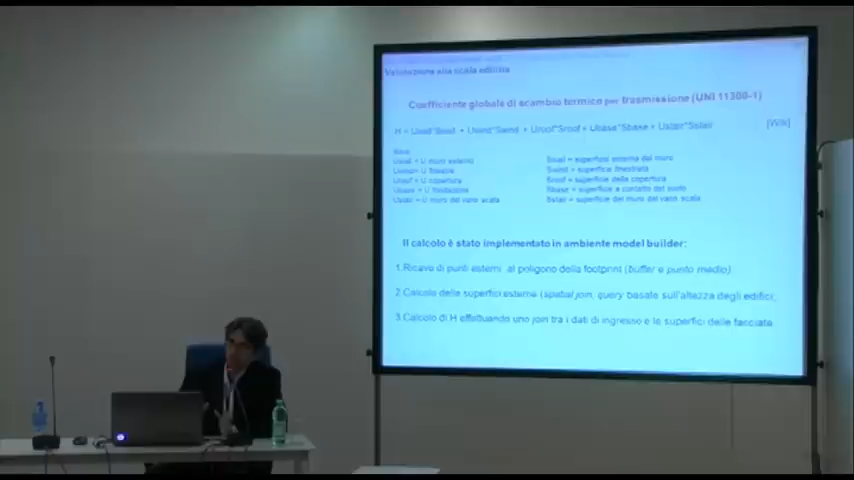 Valutazione alla scala edilizia
Coefficiente globale di scambio termico per trasmissione (UNI 11300-1)
H = Uwall*Swall + Uwind*Swind + Uroof*Sroof + Ubase*Sbase + Ustair*Sstair [W/k]
dove:
Uwall = U muro esterno
Uwind= U finestre
Uroof = U copertura
Ubase = U fondazione
Ustair = U muro del vano scala
Swall = superficie esterna del muro
Swind = superficie finestrata
Sroof = superficie della copertura
Sbase = superficie a contatto del suolo
Sstair = superficie del muro del vano scala
Il calcolo è stato implementato in ambiente model builder:
1.Ricavo di punti esterni al poligono della footprint (buffer e punto medio)
2.Calcolo delle superfici esterne (spatial join, query basate sull'altezza degli edifici,
3.Calcolo di H effettuando uno join tra i dati di ingresso e le superfici delle facciate